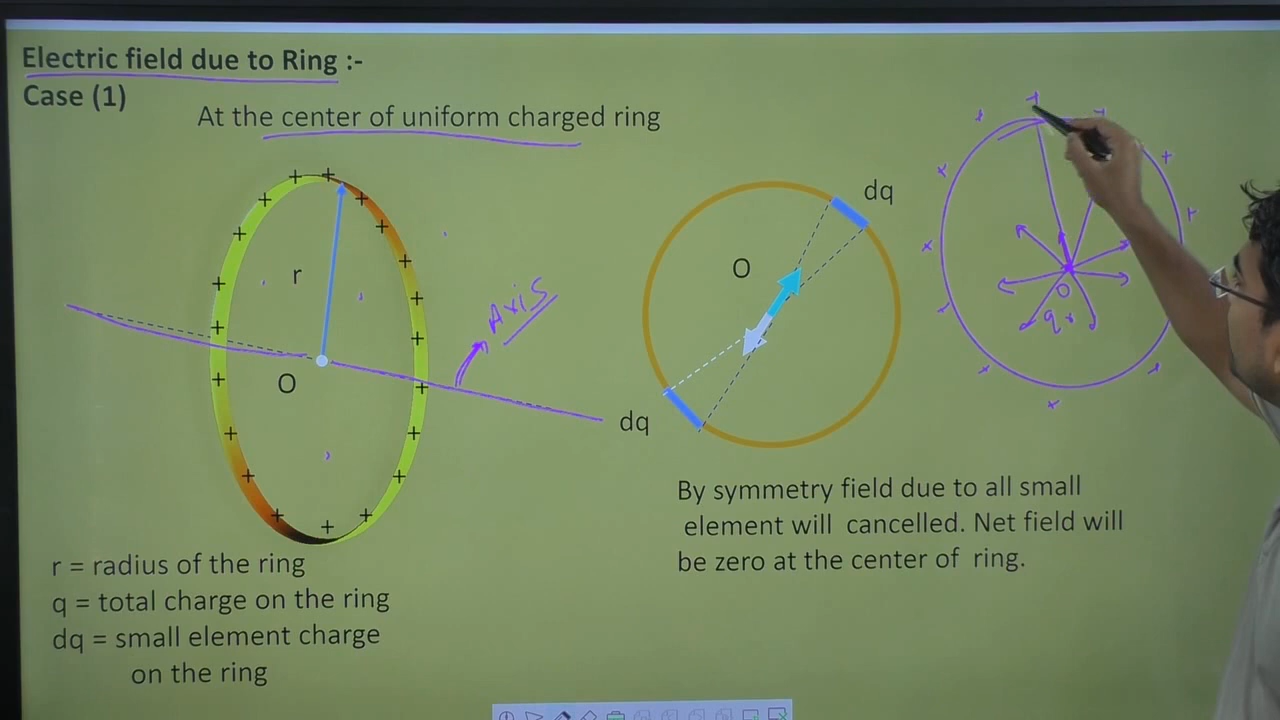 Electric field due to Ring :-
Case (1)
At the center of uniform charged ring
r
O
AXIS
dq
O
dq
O
q
r = radius of the ring
q = total charge on the ring
dq = small element charge
on the ring
By symmetry field due to all small
element will cancelled. Net field will
be zero at the center of ring.